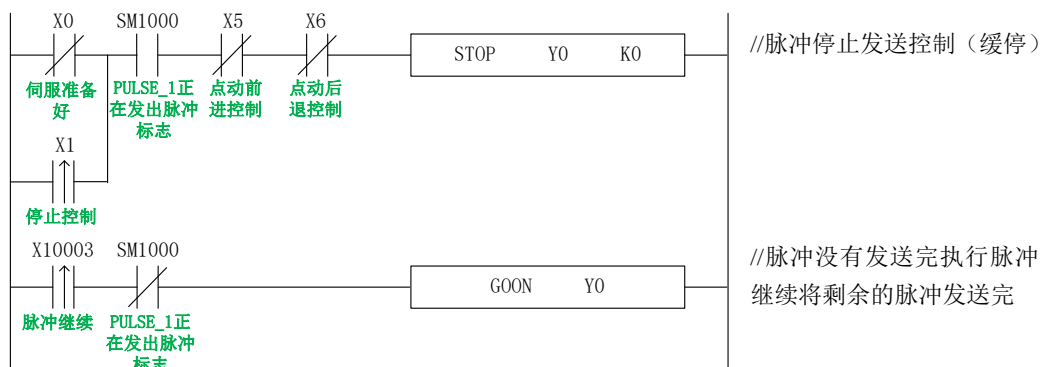 X0 SM1000 X5 X6
STOP Y0 K0
//脉冲停止发送控制（缓停）
伺服准备
好
PULSE_1正
在发出脉冲
标志
点动前
进控制
点动后
退控制
X1
停止控制
X10003 SM1000
GOON Y0
//脉冲没有发送完执行脉冲
继续将剩余的脉冲发送完
脉冲继续
PULSE_1正
在发出脉冲
标志